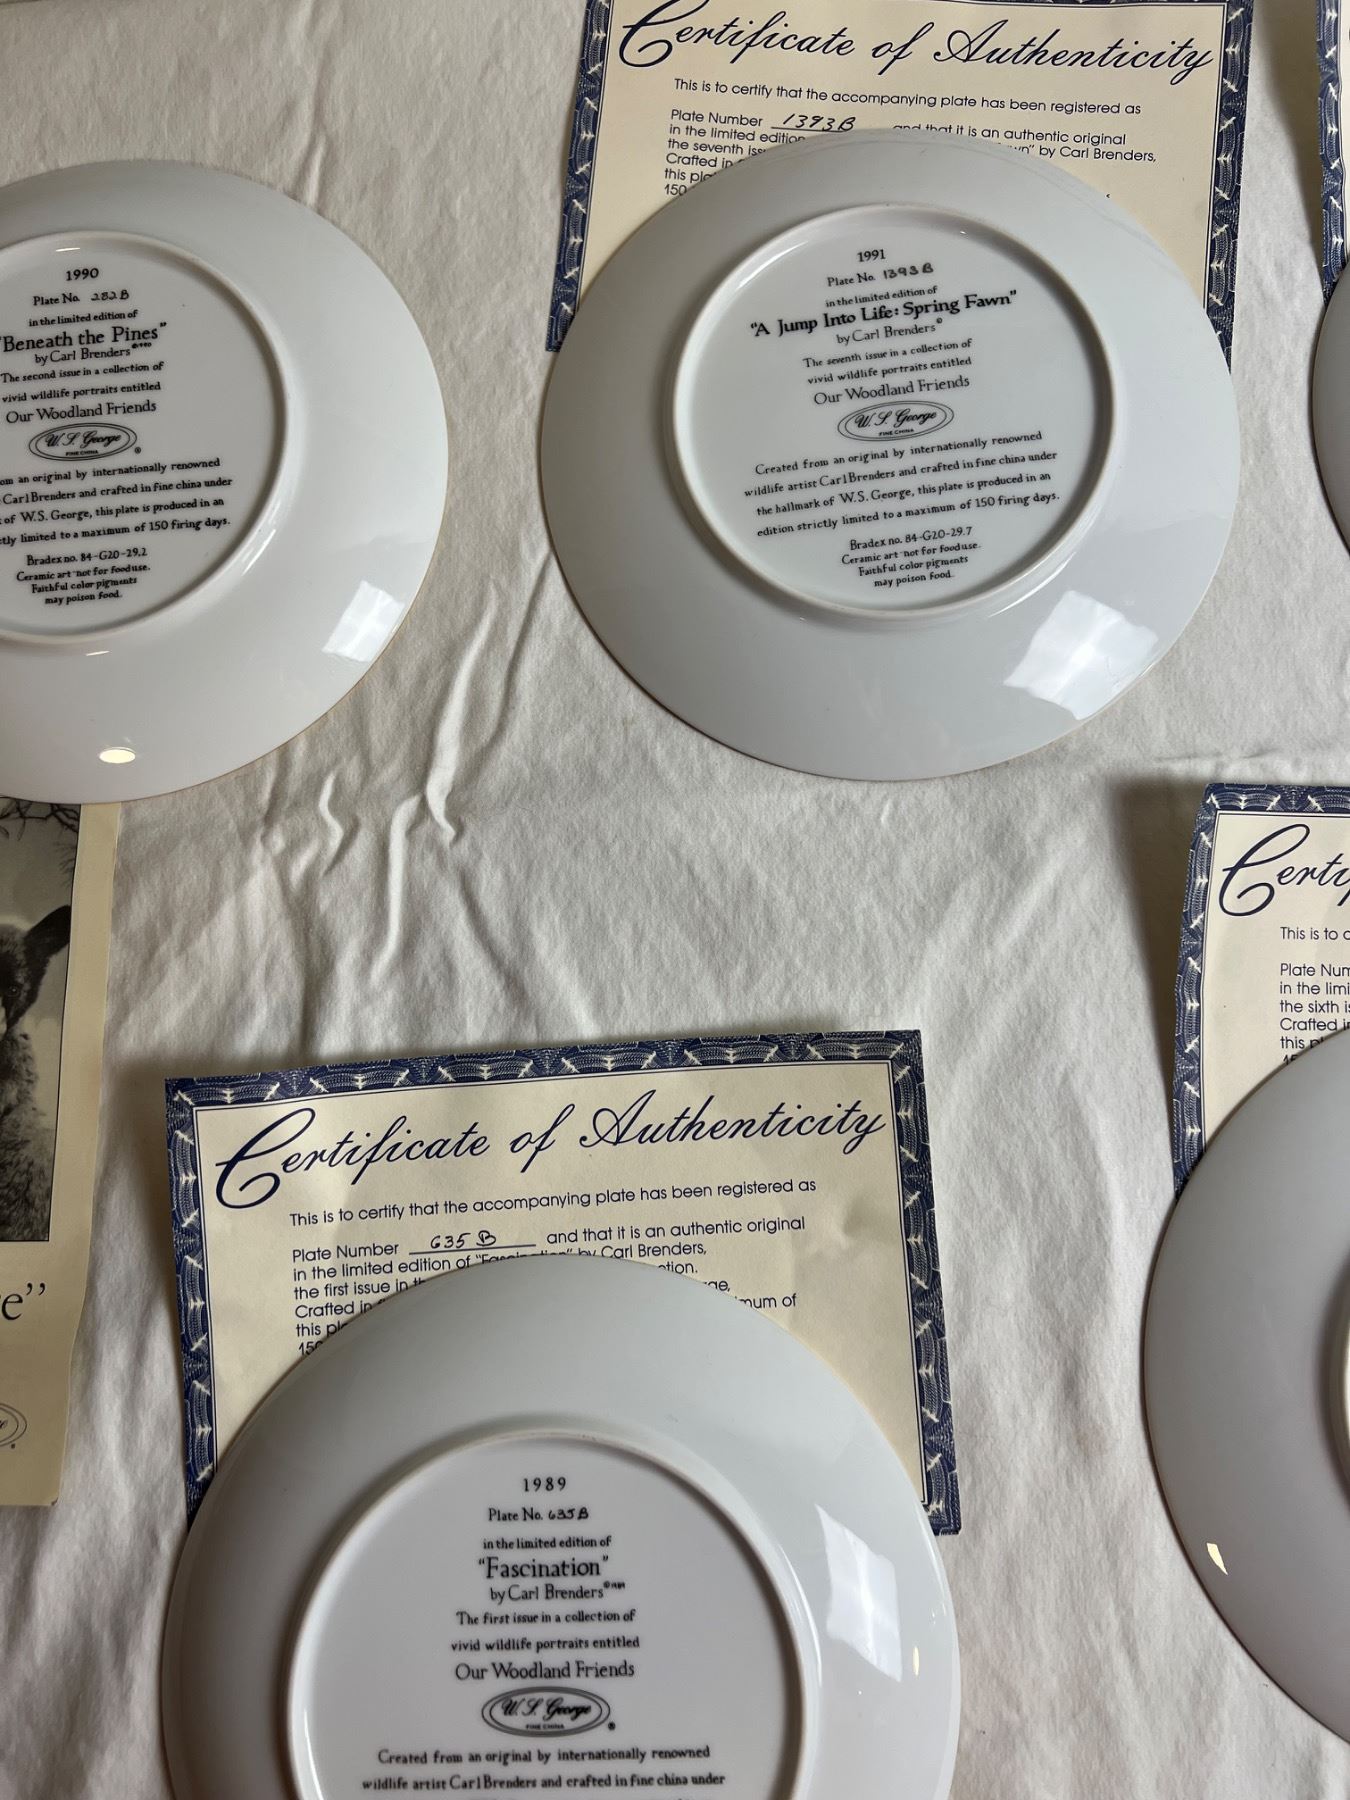 Certificate of Authenticity
This is to certify that the accompanying plate has been registered as
Plate Number 1393B and that it is an authentic original
in the limited edition by Carl Brenders,
the seventh
Crafted in
this
150
1990
Plate No. 282B
in the limited edition of
"Beneath the Pines"
by Carl Brenders ©1990
The second issue in a collection of
vivid wildlife portraits entitled
Our Woodland Friends
W.S. George
FINE CHINA
®
an original by internationally renowned
Carl Brenders and crafted in fine china under
of W.S. George, this plate is produced in an
limited to a maximum of 150 firing days.
Bradex no. 84-G20-29.2
Ceramic art not for food use.
Faithful color pigments
may poison food.
1991
Plate No. 1393B
in the limited edition of
"A Jump Into Life: Spring Fawn"
by Carl Brenders©
The seventh issue in a collection of
vivid wildlife portraits entitled
Our Woodland Friends
W.S. George
FINE CHINA
Created from an original by internationally renowned
wildlife artist Carl Brenders and crafted in fine china under
the hallmark of W.S. George, this plate is produced in an
edition strictly limited to a maximum of 150 firing days.
Bradex no. 84-G20-29.7
Ceramic art not for food use.
Faithful color pigments
may poison food.
This is to
Plate
in the
the sixth
Crafted
this
Certificate of Authenticity
This is to certify that the accompanying plate has been registered as
Plate Number 635 B and that it is an authentic original
in the limited edition of "Fascination" by Carl Brenders,
the first issue in
Crafted in
this of
1989
Plate No. 635B
in the limited edition of
"Fascination"
by Carl Brenders ©1989
The first issue in a collection of
vivid wildlife portraits entitled
Our Woodland Friends
W.S. George
FINE CHINA
®
Created from an original by internationally renowned
wildlife artist Carl Brenders and crafted in fine china under